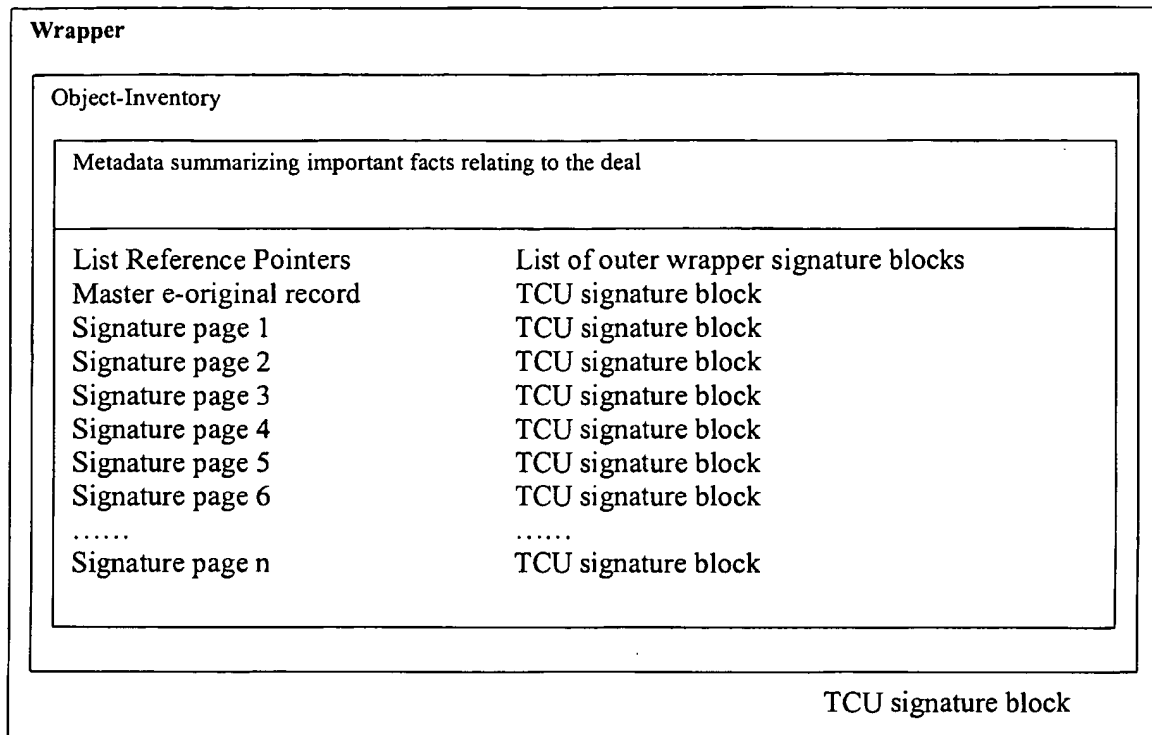 Wrapper
Object-Inventory
Metadata summarizing important facts relating to the deal
List Reference Pointers List of outer wrapper signature blocks
Master e-original record TCU signature block
Signature page 1 TCU signature block
Signature page 2 TCU signature block
Signature page 3 TCU signature block
Signature page 4 TCU signature block
Signature page 5 TCU signature block
Signature page 6 TCU signature block
...... ......
Signature page n TCU signature block
TCU signature block